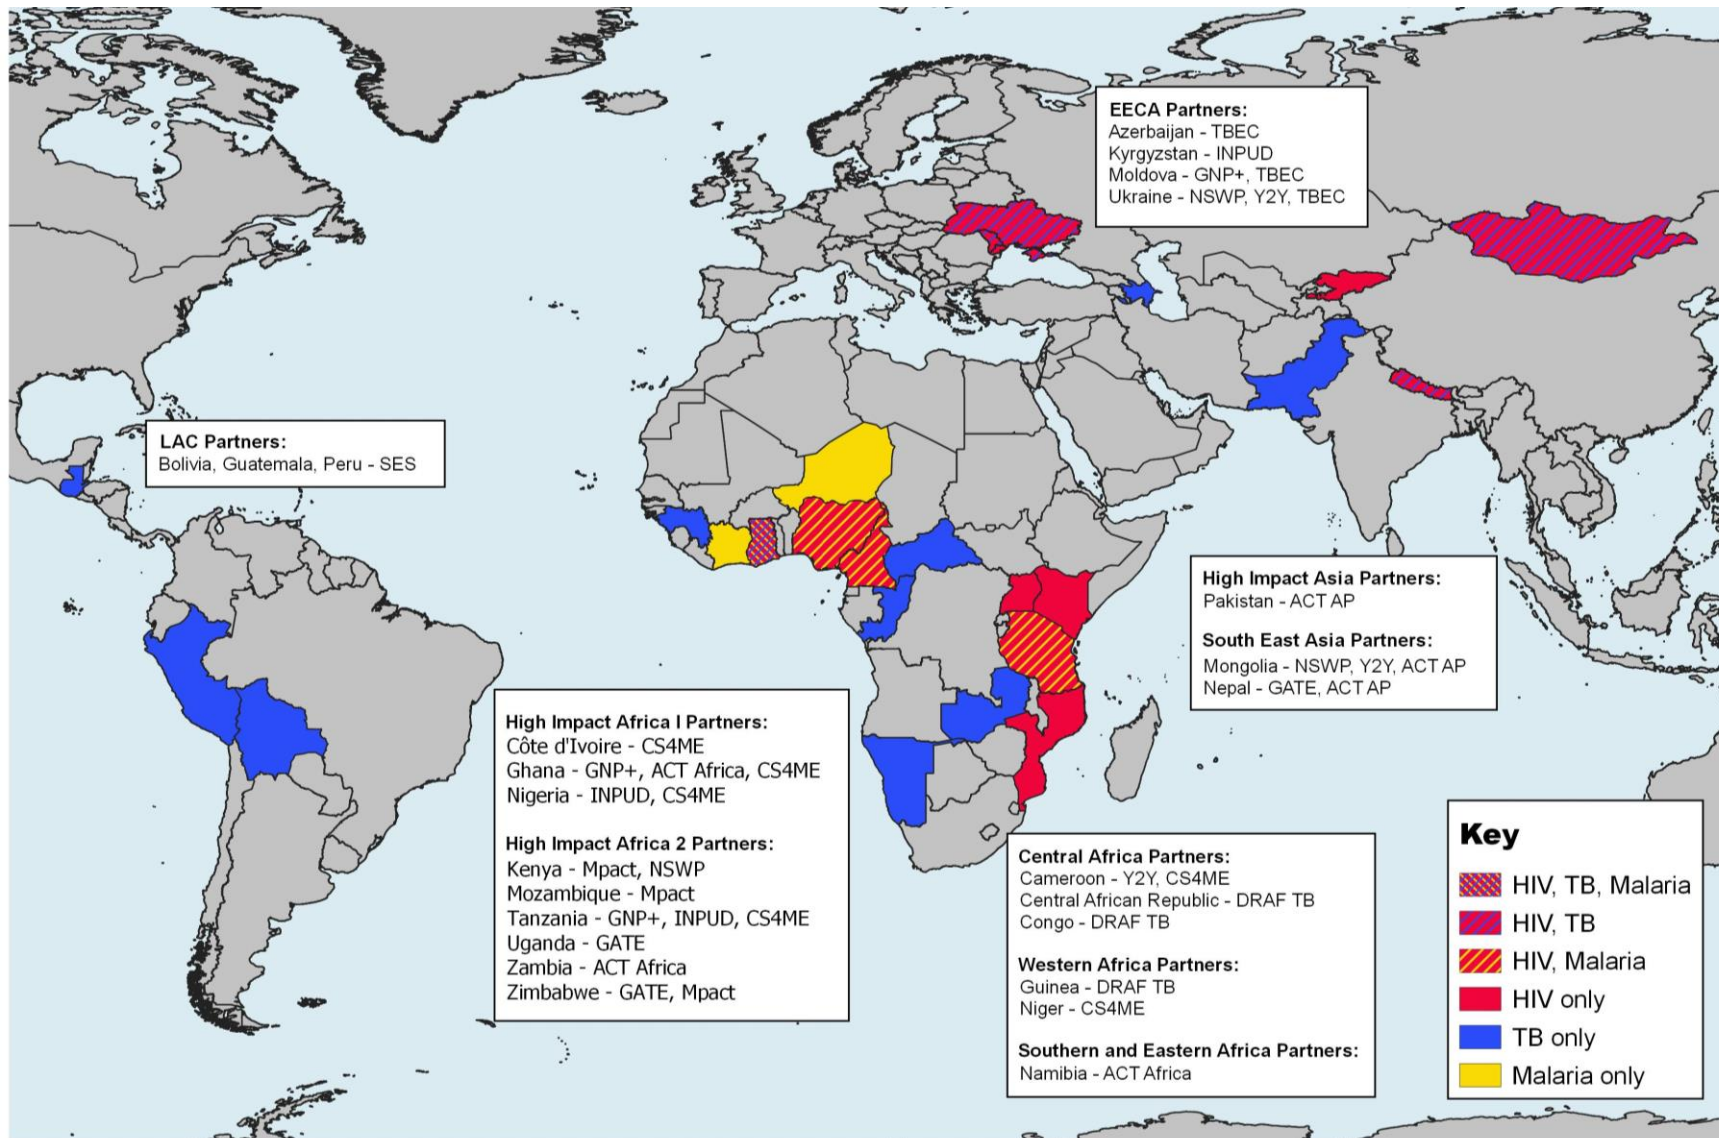 EECA Partners:
Azerbaijan - TBEC
Kyrgyzstan - INPUD
Moldova - GNP+, TBEC
Ukraine - NSWP, Y2Y, TBEC
LAC Partners:
Bolivia, Guatemala, Peru - SES
High Impact Asia Partners:
Pakistan - ACT AP
South East Asia Partners:
Mongolia - NSWP, Y2Y, ACT AP
Nepal - GATE, ACT AP
High Impact Africa I Partners:
Côte d'Ivoire - CS4ME
Ghana - GNP+, ACT Africa, CS4ME
Nigeria - INPUD, CS4ME
High Impact Africa 2 Partners:
Kenya - Mpact, NSWP
Mozambique - Mpact
Tanzania - GNP+, INPUD, CS4ME
Uganda - GATE
Zambia - ACT Africa
Zimbabwe - GATE, Mpact
Central Africa Partners:
Cameroon - Y2Y, CS4ME
Central African Republic - DRAF TB
Congo - DRAF TB
Western Africa Partners:
Guinea - DRAF TB
Niger - CS4ME
Southern and Eastern Africa Partners:
Namibia - ACT Africa
Key
HIV, TB, Malaria
HIV, TB
HIV, Malaria
HIV only
TB only
Malaria only